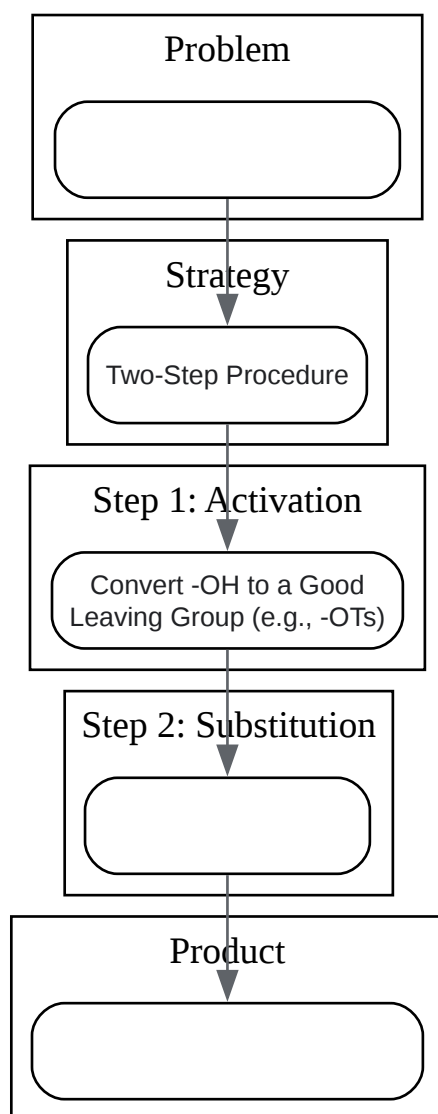 Problem
Strategy
Two-Step Procedure
Step 1: Activation
Convert -OH to a Good
Leaving Group (e.g., -OTs)
Step 2: Substitution
Product